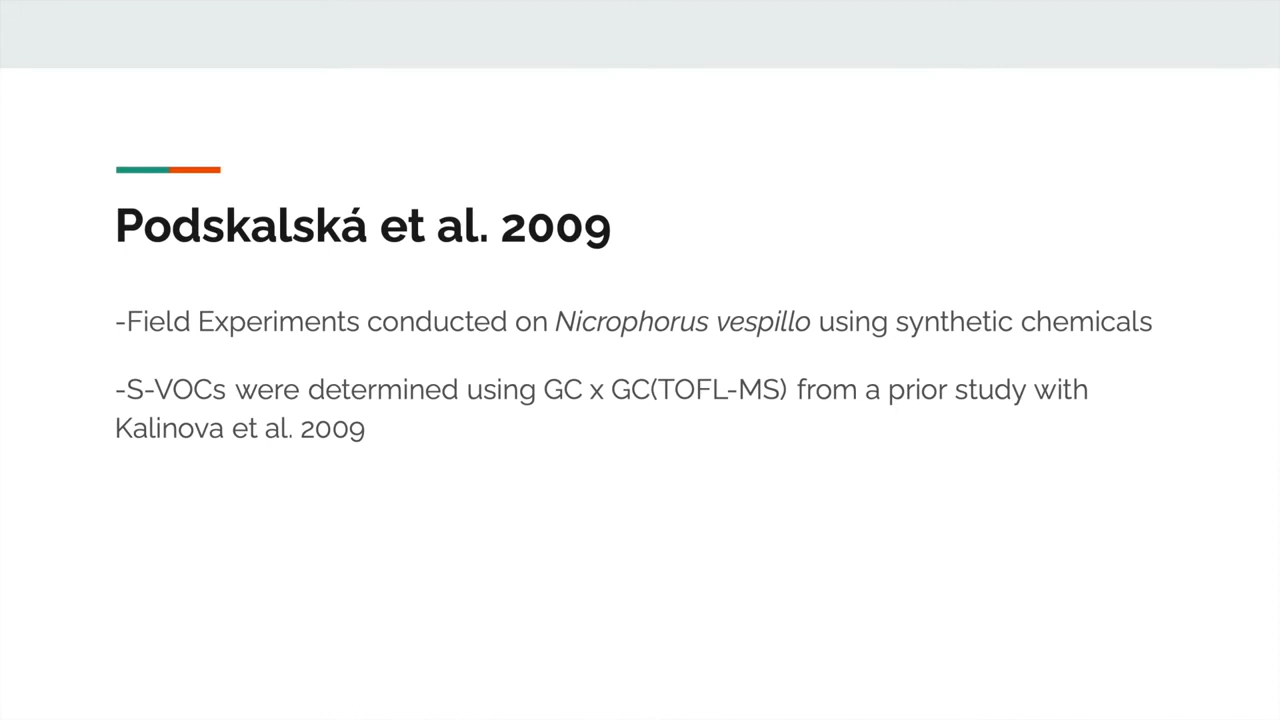 Podskalská et al. 2009
-Field Experiments conducted on Nicrophorus vespillo using synthetic chemicals
-S-VOCs were determined using GC x GC(TOFL-MS) from a prior study with
Kalinova et al. 2009